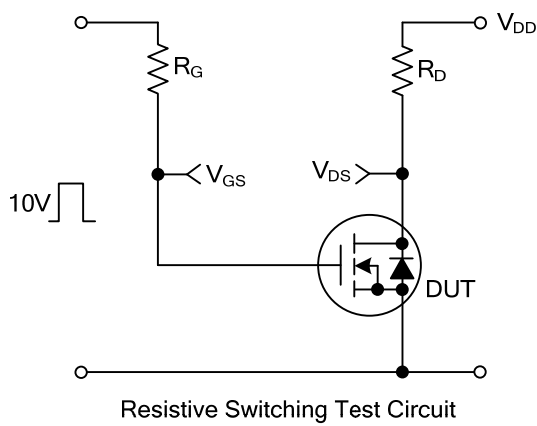 V_DD
R_G
R_D
V_GS
V_DS
10V
DUT
Resistive Switching Test Circuit